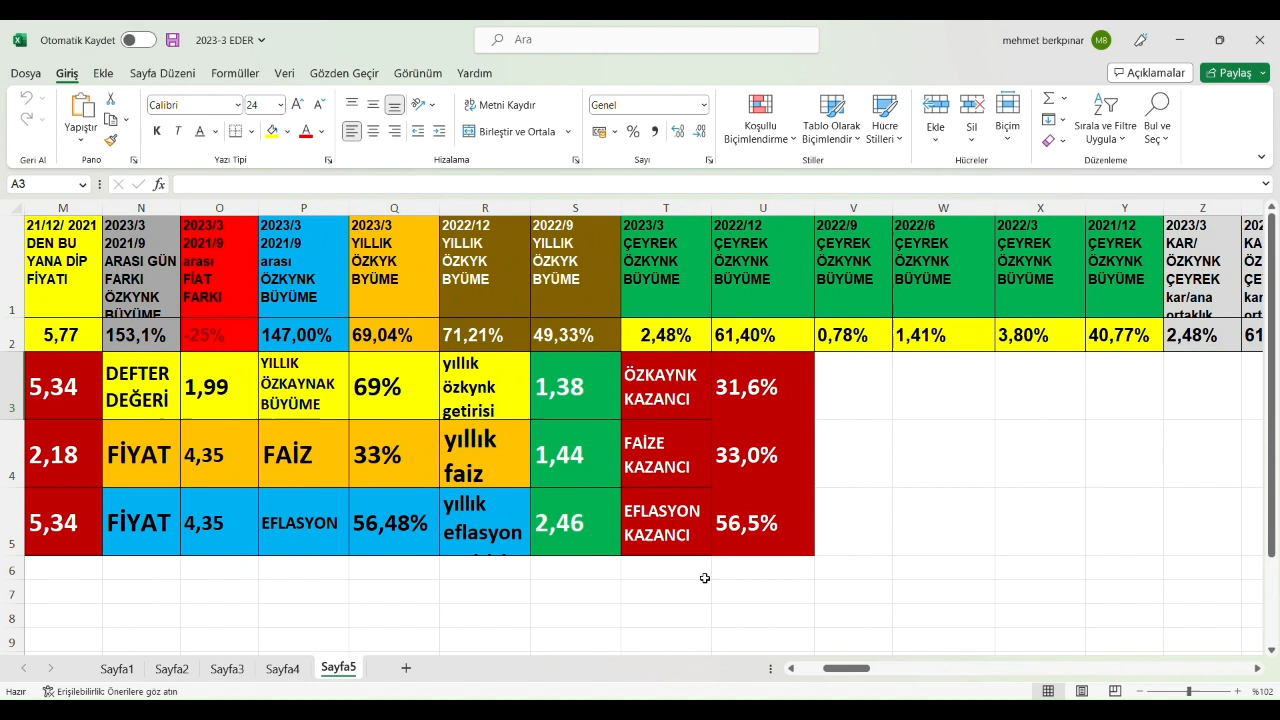 Otomatik Kaydet
2023-3 EDER
Ara
mehmet berkpınar
MB
Dosya
Giriş
Ekle
Sayfa Düzeni
Formüller
Veri
Gözden Geçir
Görünüm
Yardım
Açıklamalar
Paylaş
Yapıştır
Calibri
24
K T A
Metni Kaydır
Birleştir ve Ortala
Genel
Koşullu
Biçimlendirme
Tablo Olarak
Biçimlendir
Hücre
Stilleri
Ekle
Sil
Biçim
Sırala ve Filtre
Uygula
Bul ve
Seç
Geri Al
Pano
Yazı Tipi
Hizalama
Sayı
Stiller
Hücreler
Düzenleme
A3
fx
M N O P Q R S T U V W X Y Z
1
21/12/ 2021
DEN BU
YANA DİP
FİYATI
2023/3
2021/9
ARASI GÜN
FARKI
ÖZKYNK
BÜYÜME
2023/3
2021/9
arası
FİAT
FARKI
2023/3
2021/9
arası
ÖZKYNK
BÜYÜME
2023/3
YILLIK
ÖZKYK
BYÜME
2022/12
YILLIK
ÖZKYK
BYÜME
2022/9
YILLIK
ÖZKYK
BYÜME
2023/3
ÇEYREK
ÖZKYNK
BÜYÜME
2022/12
ÇEYREK
ÖZKYNK
BÜYÜME
2022/9
ÇEYREK
ÖZKYNK
BÜYÜME
2022/6
ÇEYREK
ÖZKYNK
BÜYÜME
2022/3
ÇEYREK
ÖZKYNK
BÜYÜME
2021/12
ÇEYREK
ÖZKYNK
BÜYÜME
2023/3
KAR/
ÖZKYNK
ÇEYREK
kar/ana
ortaklık
2 5,77 153,1% -25% 147,00% 69,04% 71,21% 49,33% 2,48% 61,40% 0,78% 1,41% 3,80% 40,77% 2,48% 61
3 5,34
DEFTER
DEĞERİ
1,99
YILLIK
ÖZKAYNAK
BÜYÜME
69%
yıllık
özkynk
getirisi
1,38
ÖZKAYNK
KAZANCI
31,6%
4 2,18 FİYAT 4,35 FAİZ 33%
yıllık
faiz
1,44
FAİZE
KAZANCI
33,0%
5 5,34 FİYAT 4,35 EFLASYON 56,48%
yıllık
eflasyon
2,46
EFLASYON
KAZANCI
56,5%
6
7
8
9
Sayfa1
Sayfa2
Sayfa3
Sayfa4
Sayfa5
Hazır
Erişilebilirlik: Önerilere göz atın
%102